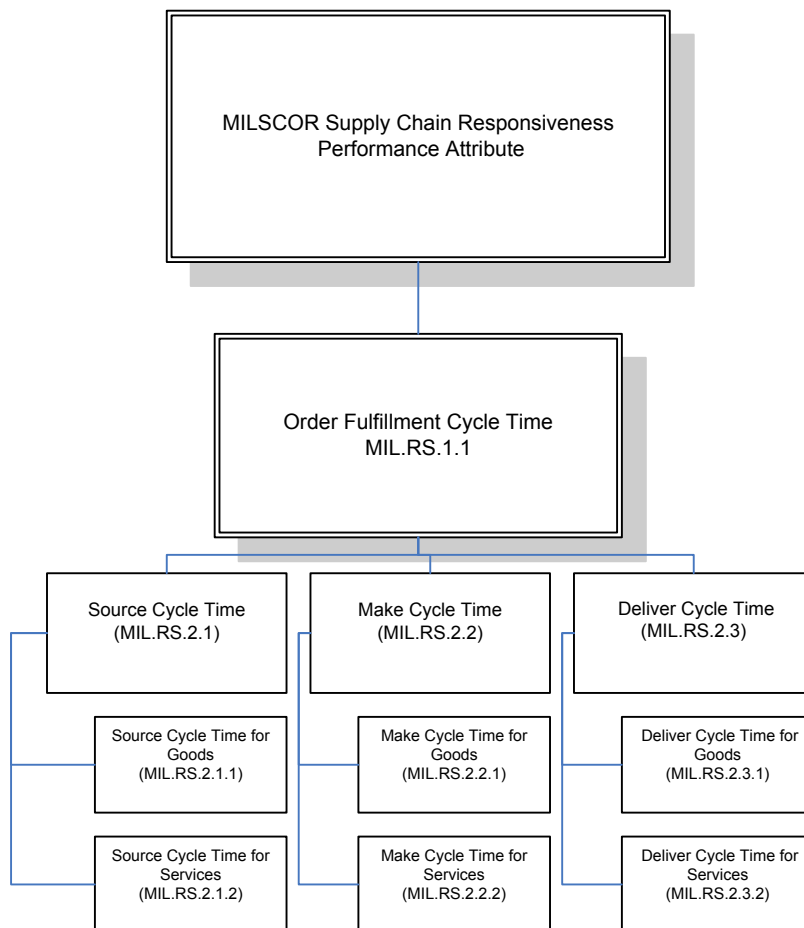 MILSCOR Supply Chain Responsiveness
Performance Attribute
Order Fulfillment Cycle Time
MIL.RS.1.1
Source Cycle Time
(MIL.RS.2.1)
Make Cycle Time
(MIL.RS.2.2)
Deliver Cycle Time
(MIL.RS.2.3)
Source Cycle Time for
Goods
(MIL.RS.2.1.1)
Make Cycle Time for
Goods
(MIL.RS.2.2.1)
Deliver Cycle Time for
Goods
(MIL.RS.2.3.1)
Source Cycle Time for
Services
(MIL.RS.2.1.2)
Make Cycle Time for
Services
(MIL.RS.2.2.2)
Deliver Cycle Time for
Services
(MIL.RS.2.3.2)